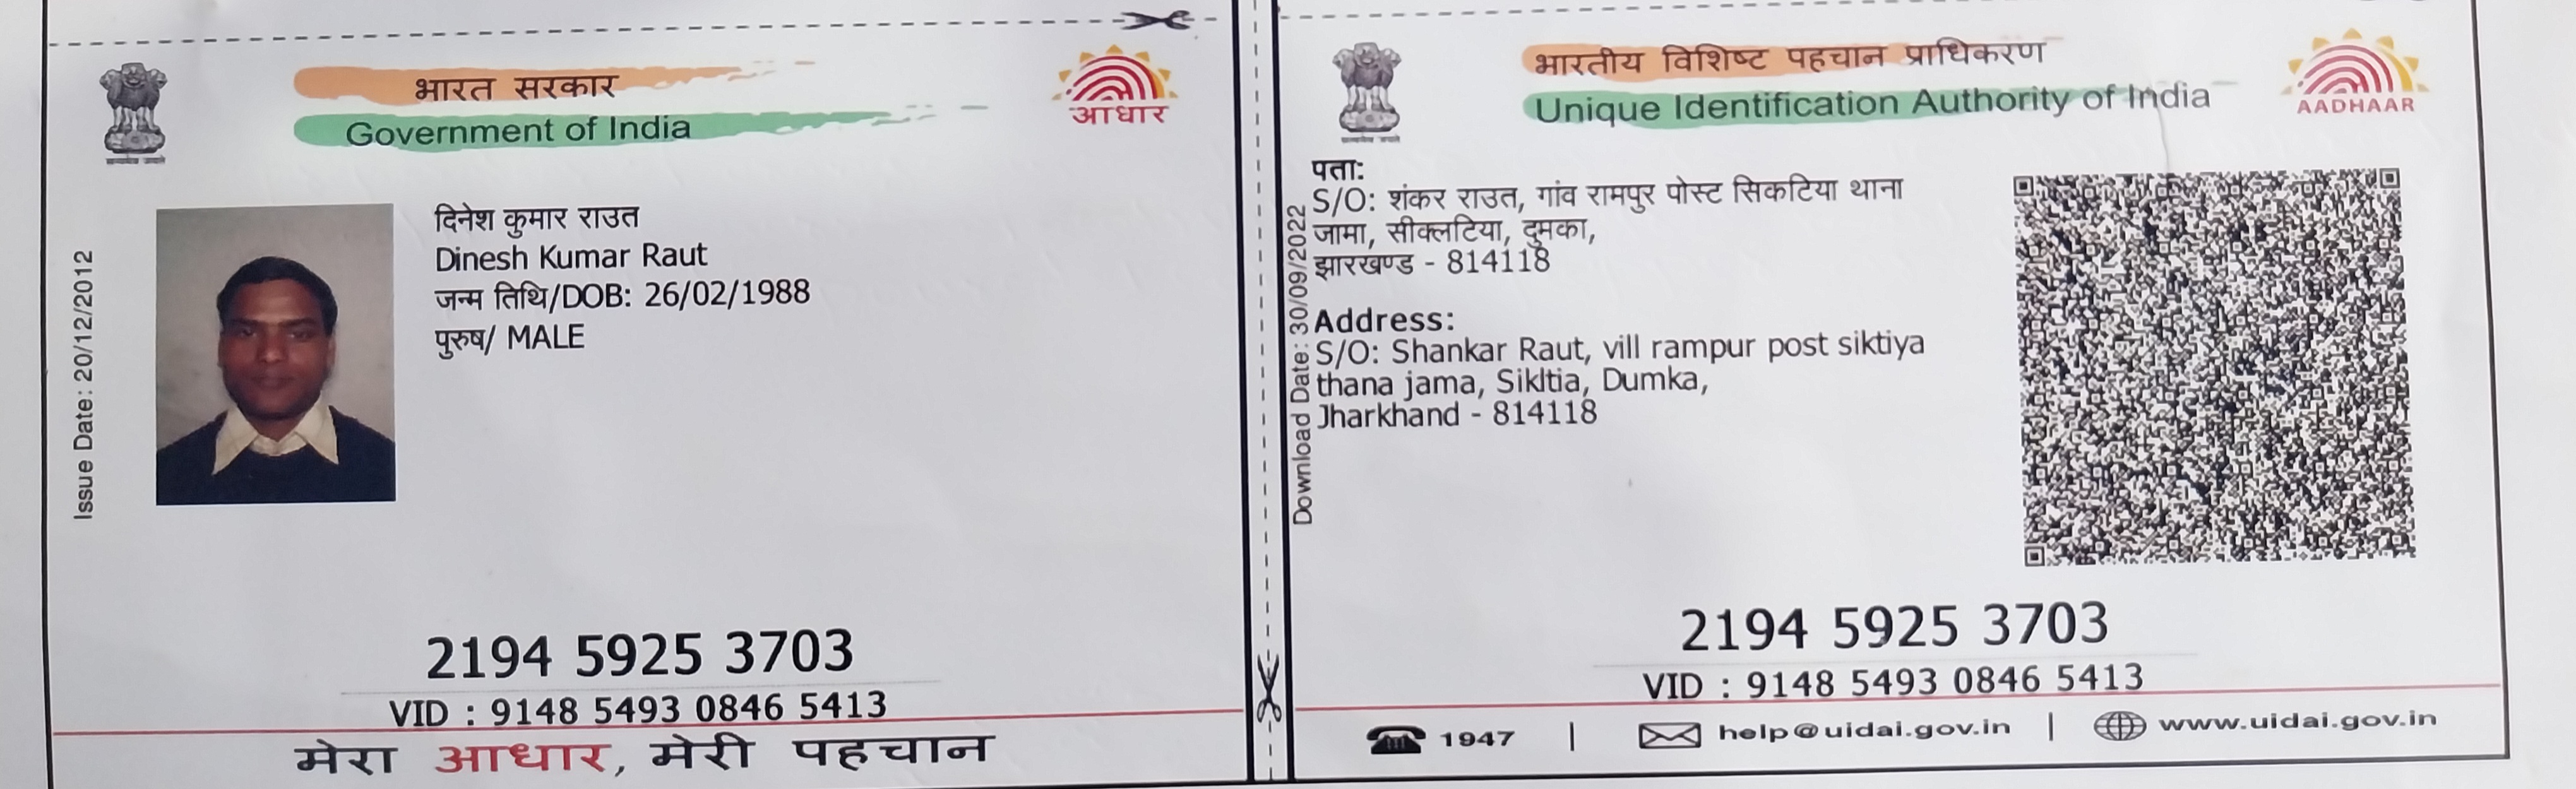 भारत सरकार
Government of India
आधार
Issue Date: 20/12/2012
दिनेश कुमार राउत
Dinesh Kumar Raut
जन्म तिथि/DOB: 26/02/1988
पुरुष/ MALE
2194 5925 3703
VID : 9148 5493 0846 5413
मेरा आधार, मेरी पहचान
भारतीय विशिष्ट पहचान प्राधिकरण
Unique Identification Authority of India
AADHAAR
Download Date: 30/09/2022
पता:
S/O: शंकर राउत, गांव रामपुर पोस्ट सिकटिया थाना
जामा, सीक्लटिया, दुमका,
झारखण्ड - 814118
Address:
S/O: Shankar Raut, vill rampur post siktiya
thana jama, Sikltia, Dumka,
Jharkhand - 814118
2194 5925 3703
VID : 9148 5493 0846 5413
1947 | help@uidai.gov.in | www.uidai.gov.in